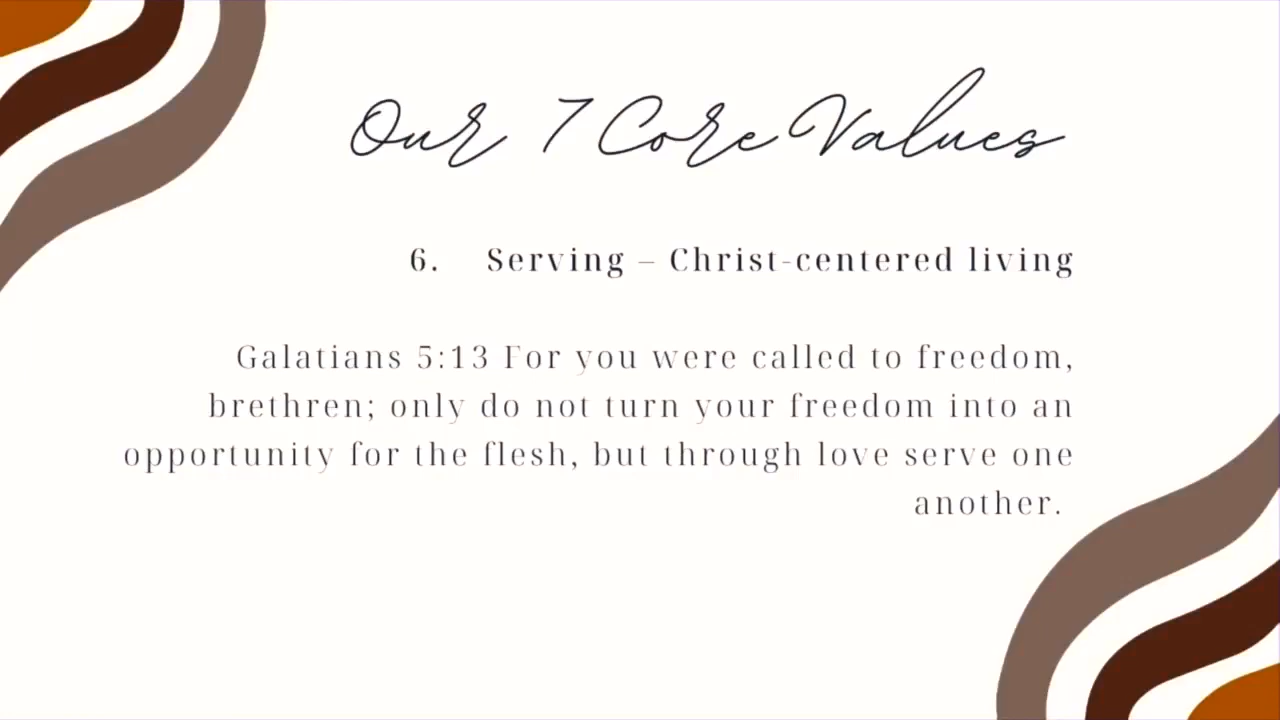 Our 7 Core Values
6. Serving – Christ-centered living
Galatians 5:13 For you were called to freedom,
brethren; only do not turn your freedom into an
opportunity for the flesh, but through love serve one
another.